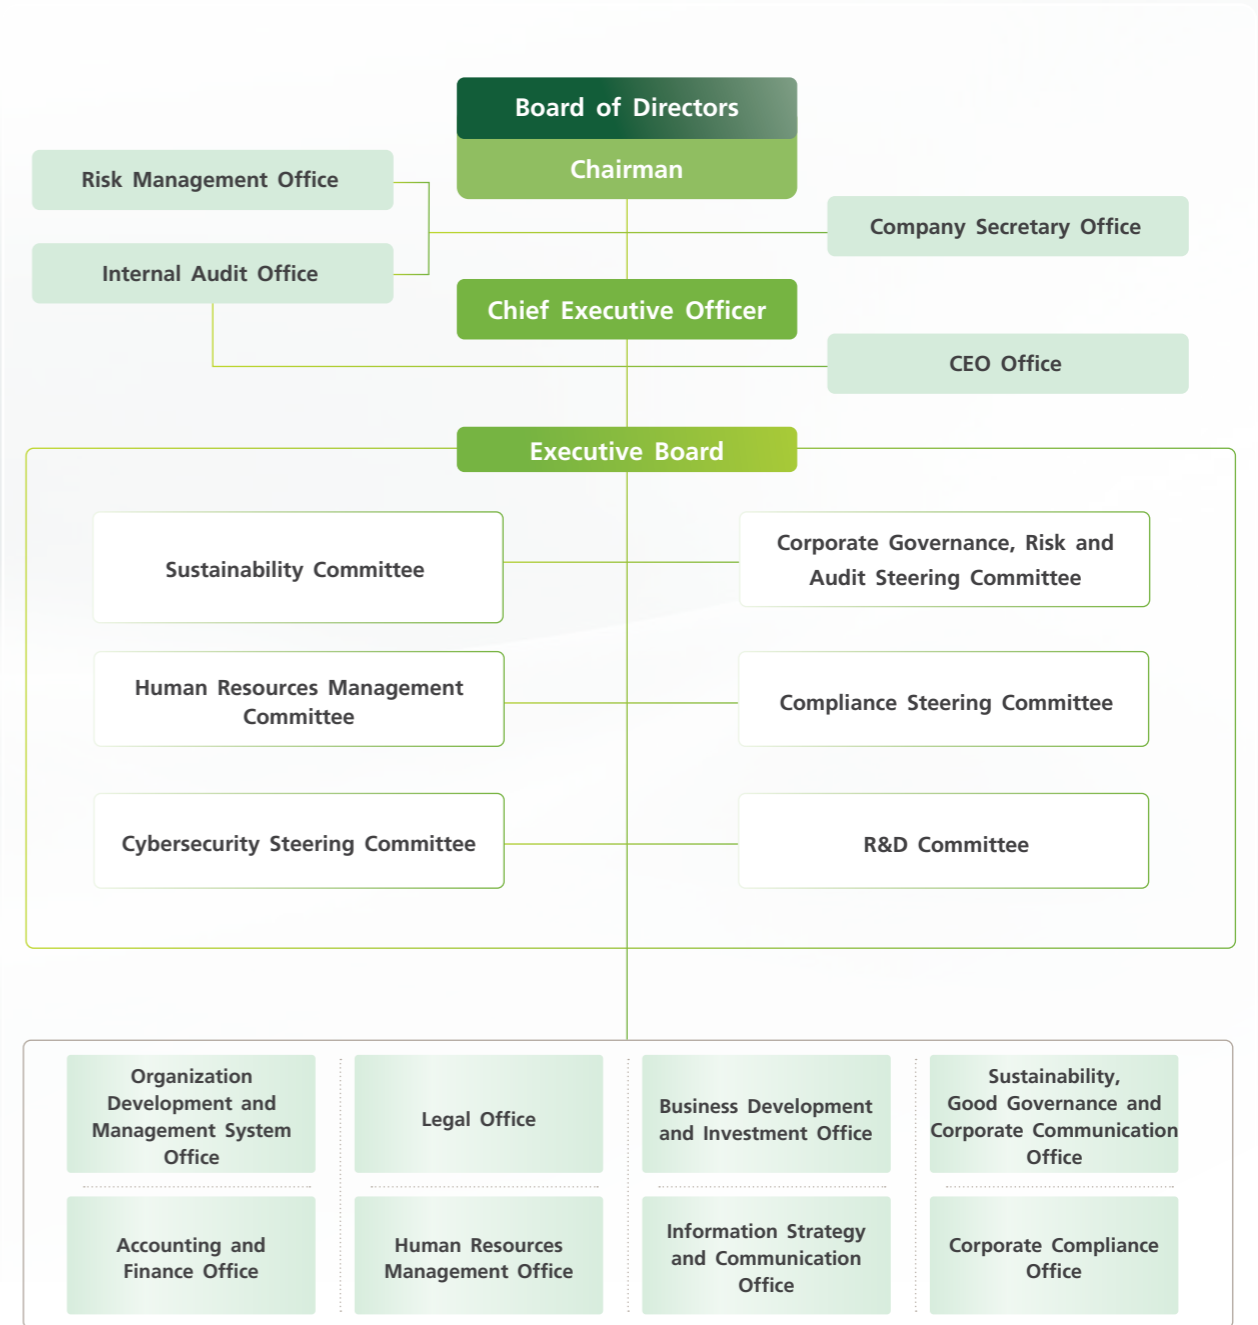 Board of Directors
Chairman
Risk Management Office
Company Secretary Office
Internal Audit Office
Chief Executive Officer
CEO Office
Executive Board
Sustainability Committee
Corporate Governance, Risk and
Audit Steering Committee
Human Resources Management
Committee
Compliance Steering Committee
Cybersecurity Steering Committee
R&D Committee
Organization
Development and
Management System
Office
Legal Office
Business Development
and Investment Office
Sustainability,
Good Governance and
Corporate Communication
Office
Accounting and
Finance Office
Human Resources
Management Office
Information Strategy
and Communication
Office
Corporate Compliance
Office